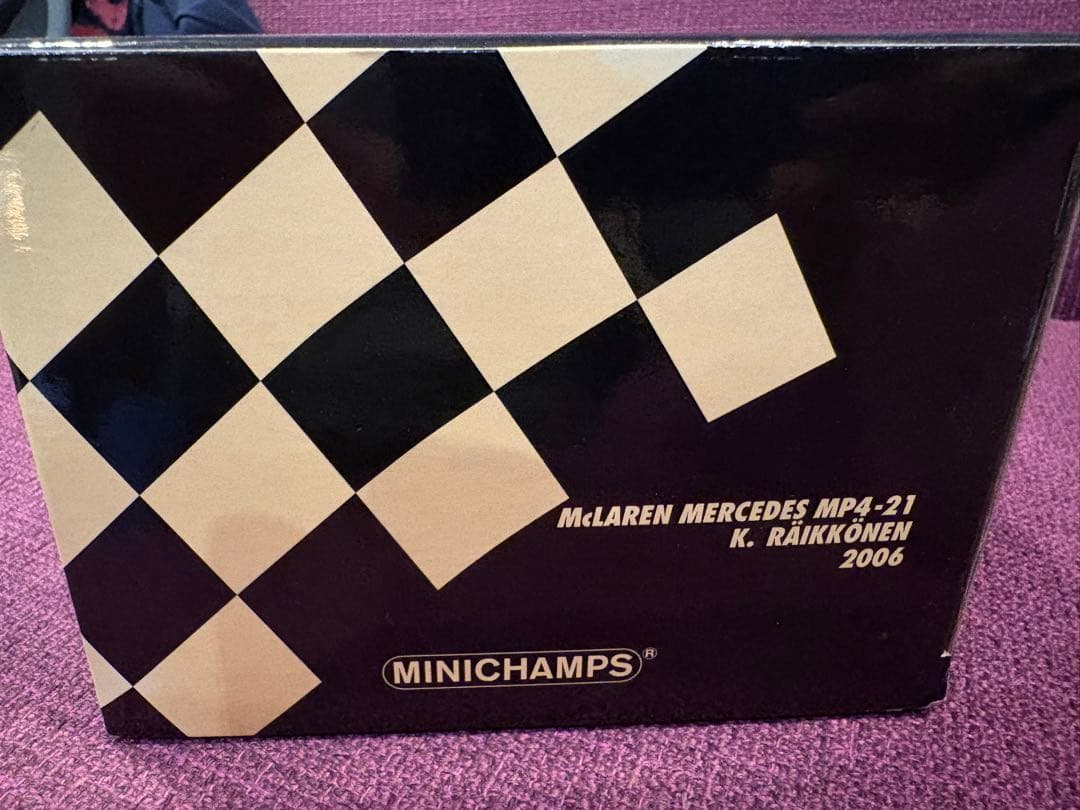 McLAREN MERCEDES MP4-21
K. RÄIKKÖNEN
2006
MINICHAMPS®